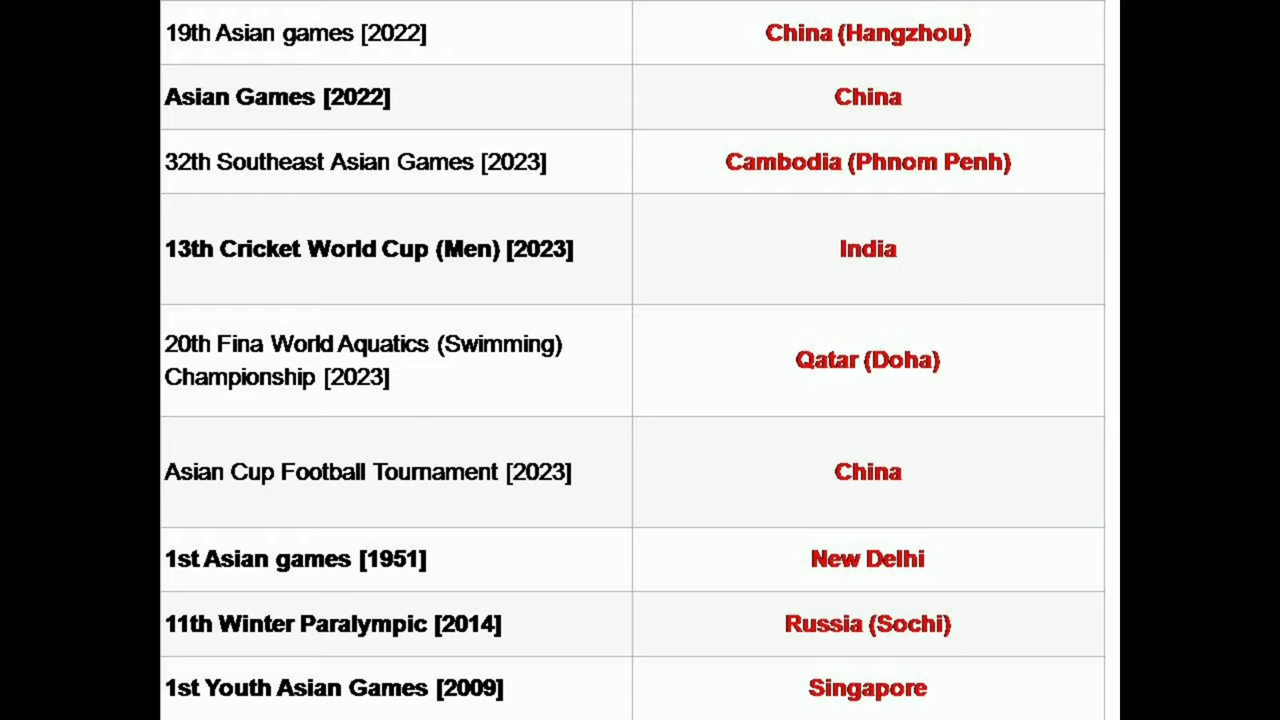 19th Asian games [2022] China (Hangzhou)
Asian Games [2022] China
32th Southeast Asian Games [2023] Cambodia (Phnom Penh)
13th Cricket World Cup (Men) [2023] India
20th Fina World Aquatics (Swimming)
Championship [2023] Qatar (Doha)
Asian Cup Football Tournament [2023] China
1st Asian games [1951] New Delhi
11th Winter Paralympic [2014] Russia (Sochi)
1st Youth Asian Games [2009] Singapore